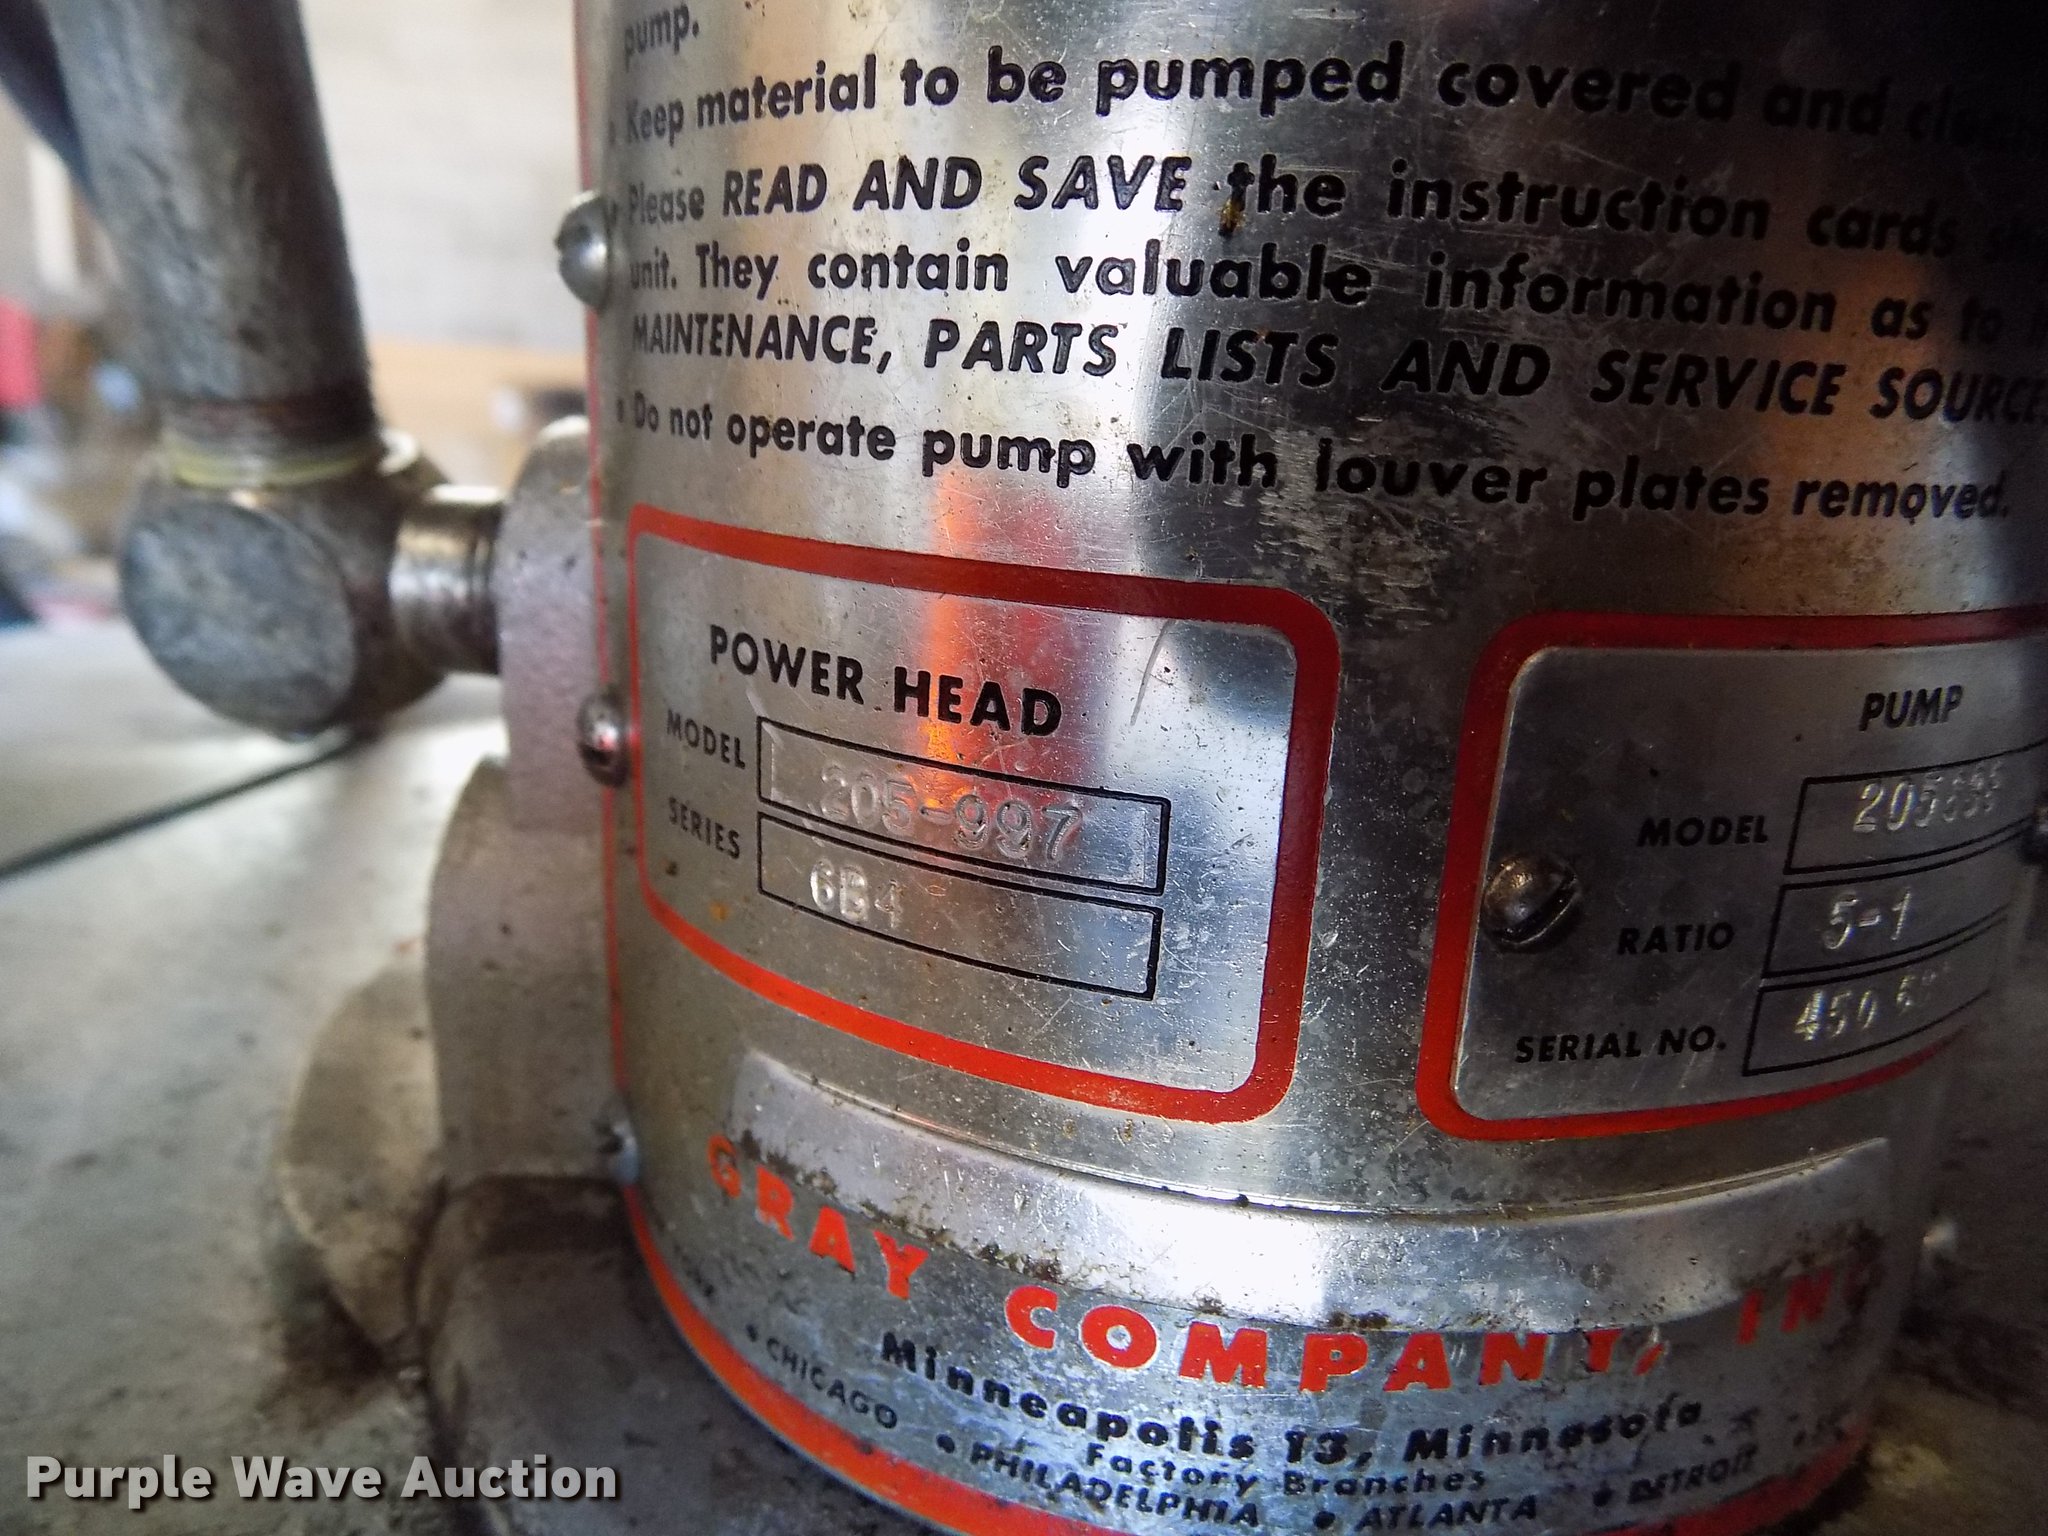 pump.
• Keep material to be pumped covered and
• Please READ AND SAVE the instruction cards
unit. They contain valuable information as to
MAINTENANCE, PARTS LISTS AND SERVICE SOURCES
• Do not operate pump with louver plates removed.
POWER HEAD
MODEL 205-997
SERIES 6B4
PUMP
MODEL
RATIO 5-1
SERIAL NO.
GRAY COMPANY, INC.
Minneapolis 13, Minnesota
Factory Branches
• CHICAGO • PHILADELPHIA • ATLANTA • DETROIT
Purple Wave Auction